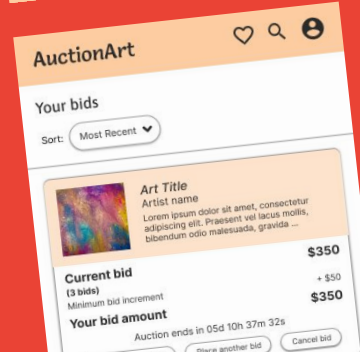 AuctionArt
Your bids
Sort: Most Recent
Art Title
Artist name
Lorem ipsum dolor sit amet, consectetur
adipiscing elit. Praesent vel lacus mollis,
bibendum odio malesuada, gravida ...
Current bid $350
(3 bids)
Minimum bid increment + $50
Your bid amount $350
Auction ends in 05d 10h 37m 32s
Place another bid Cancel bid